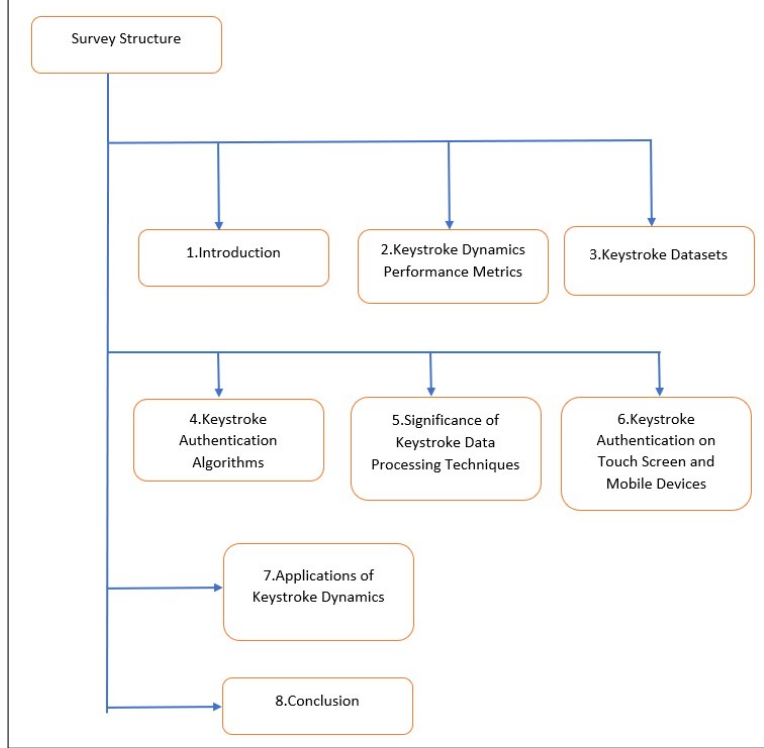 Survey Structure
1.Introduction
2.Keystroke Dynamics
Performance Metrics
3.Keystroke Datasets
4.Keystroke
Authentication
Algorithms
5.Significance of
Keystroke Data
Processing Techniques
6.Keystroke
Authentication on
Touch Screen and
Mobile Devices
7.Applications of
Keystroke Dynamics
8.Conclusion